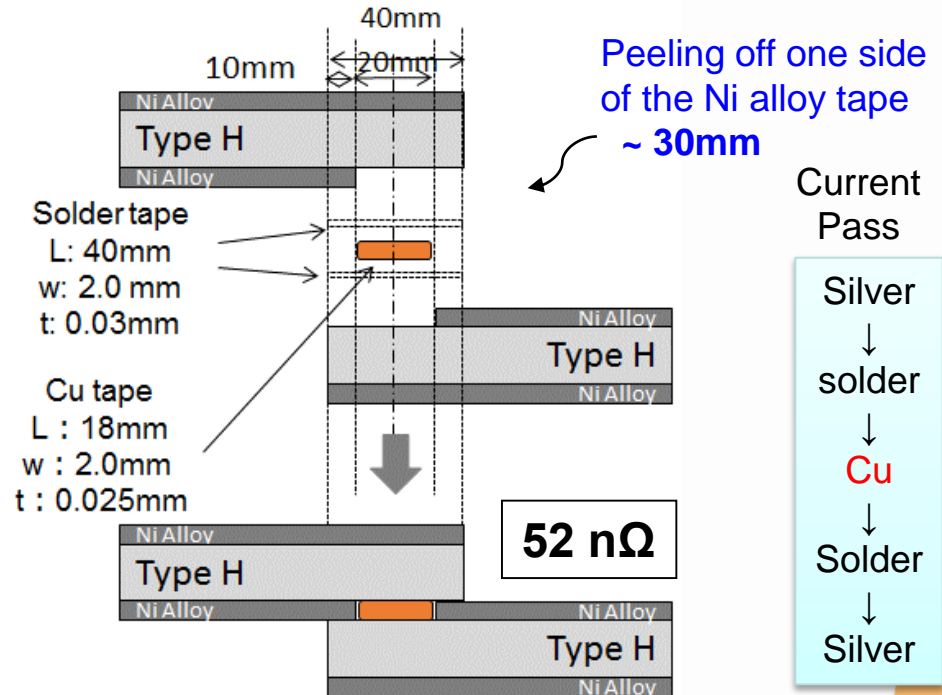 40mm
20mm
10mm
Peeling off one side
of the Ni alloy tape
~ 30mm
Ni Alloy
Type H
Ni Alloy
Solder tape
L: 40mm
w: 2.0 mm
t: 0.03mm
Ni Alloy
Type H
Ni Alloy
Cu tape
L : 18mm
w : 2.0mm
t : 0.025mm
52 nΩ
Ni Alloy
Type H
Ni Alloy
Ni Alloy
Type H
Ni Alloy
Current
Pass
Silver
↓
solder
↓
Cu
↓
Solder
↓
Silver